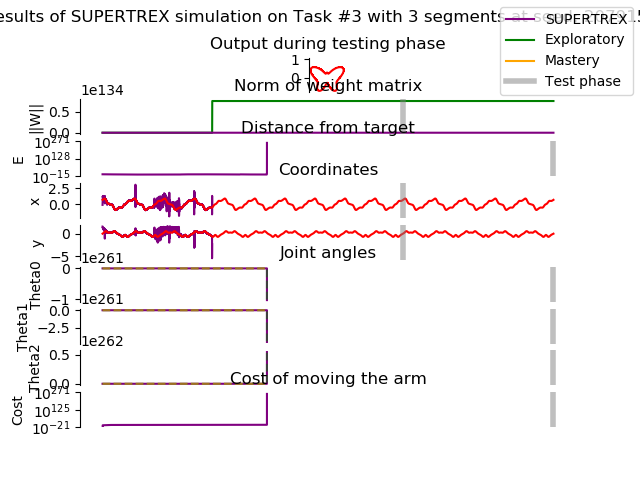 esults of SUPERTREX simulation on Task #3 with 3 segments at seed
SUPERTREX
Exploratory
Mastery
Test phase
Output during testing phase
1
0
Norm of weight matrix
1e134
||W||
0.5
0.0
Distance from target
E
10^271
10^128
10^-15
Coordinates
x
2.5
0.0
y
0
−5
Joint angles
1e261
Theta0
0
−1
1e261
Theta1
0.0
−2.5
1e262
Theta2
0.5
0.0
Cost of moving the arm
Cost
10^271
10^125
10^-21